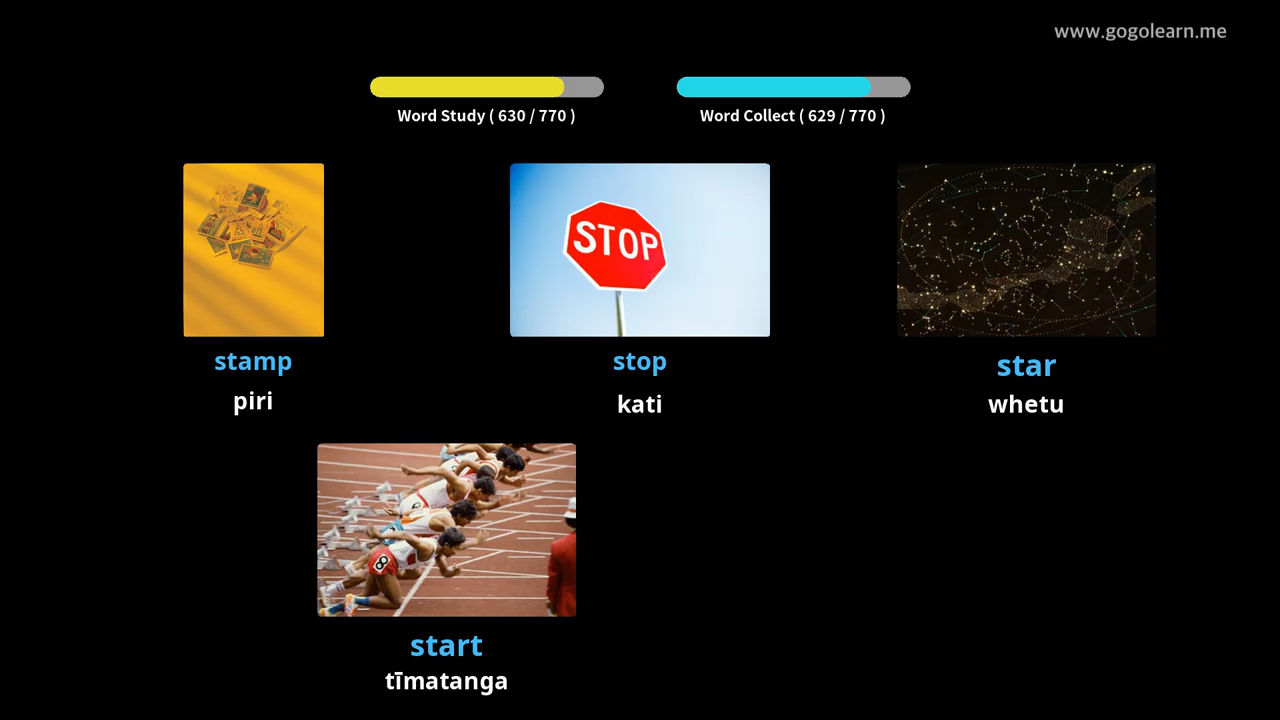 www.gogolearn.me
Word Study ( 630 / 770 )
Word Collect ( 629 / 770 )
STOP
stamp
piri
stop
kati
star
whetu
8
start
tīmatanga